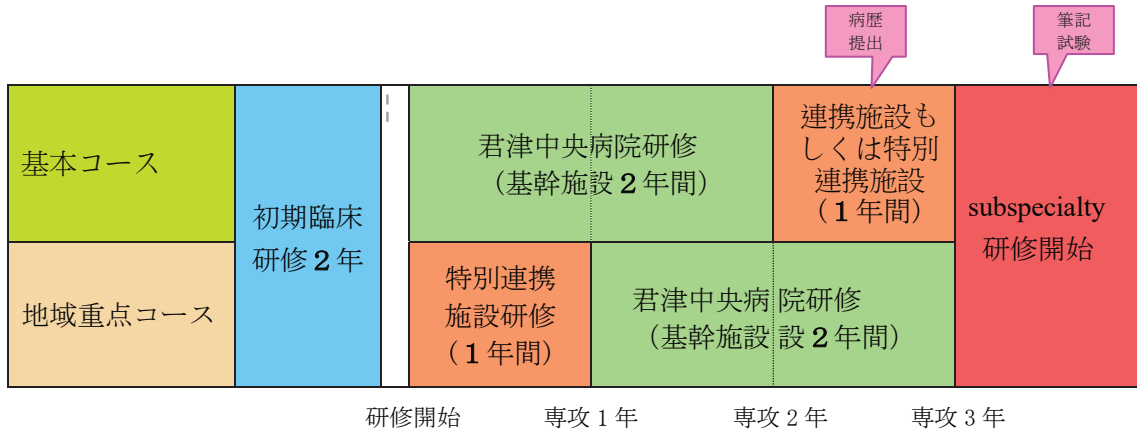 病歴
提出
筆記
試験
基本コース
地域重点コース
初期臨床
研修２年
君津中央病院研修
（基幹施設２年間）
連携施設も
しくは特別
連携施設
（１年間）
特別連携
施設研修
（１年間）
君津中央病院研修
（基幹施設設２年間）
subspecialty
研修開始
研修開始
専攻 1 年
専攻 2 年
専攻 3 年